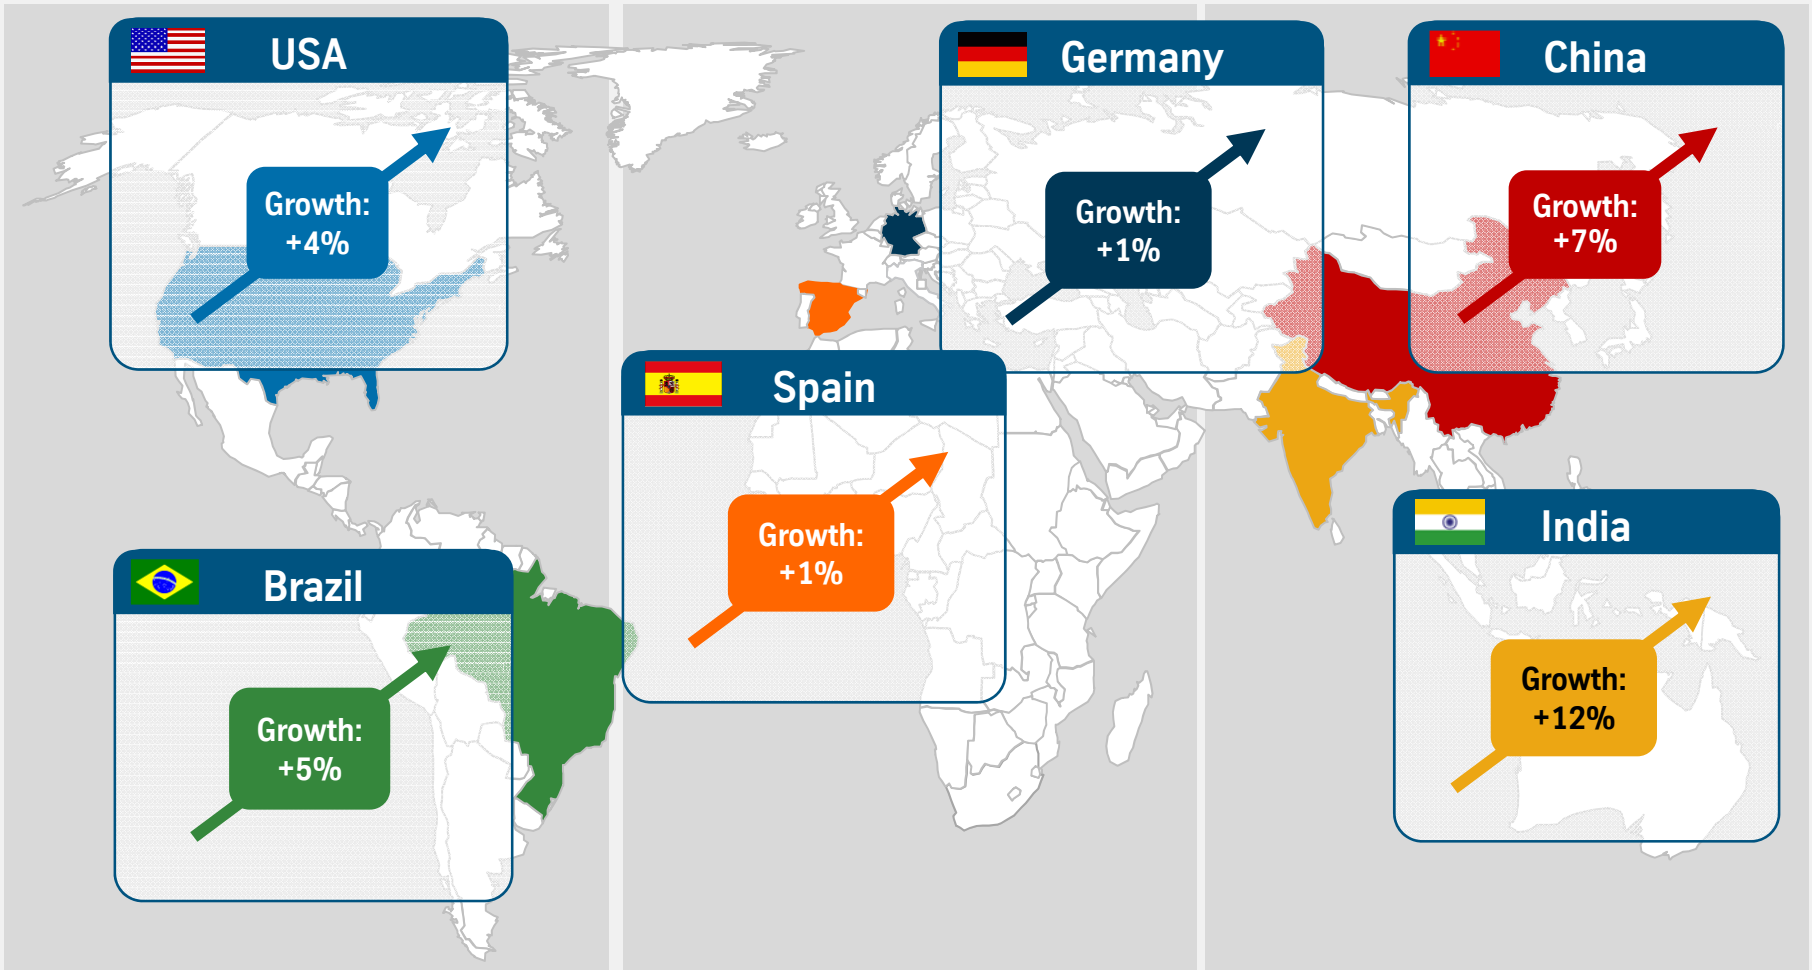 USA
Growth:
+4%
Germany
Growth:
+1%
China
Growth:
+7%
Spain
Growth:
+1%
India
Growth:
+12%
Brazil
Growth:
+5%